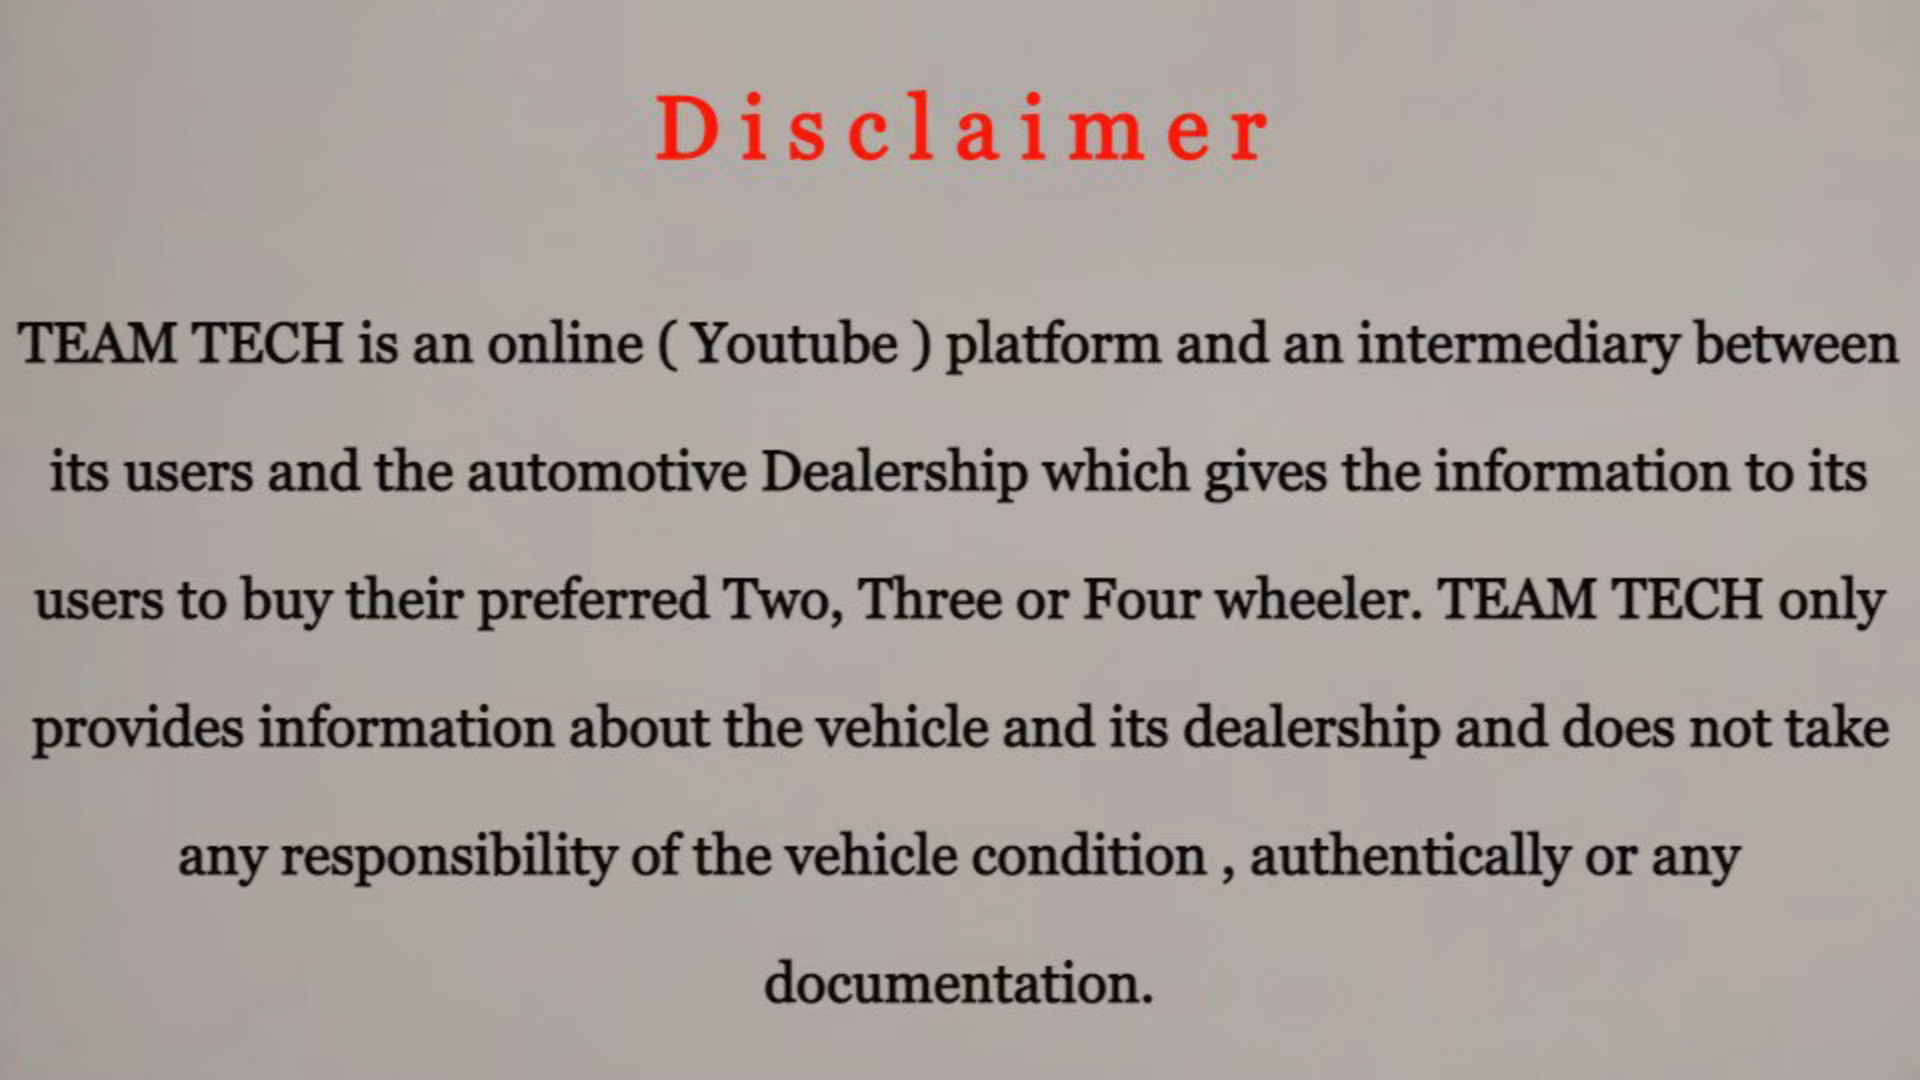 Disclaimer
TEAM TECH is an online ( Youtube ) platform and an intermediary between
its users and the automotive Dealership which gives the information to its
users to buy their preferred Two, Three or Four wheeler. TEAM TECH only
provides information about the vehicle and its dealership and does not take
any responsibility of the vehicle condition , authentically or any
documentation.